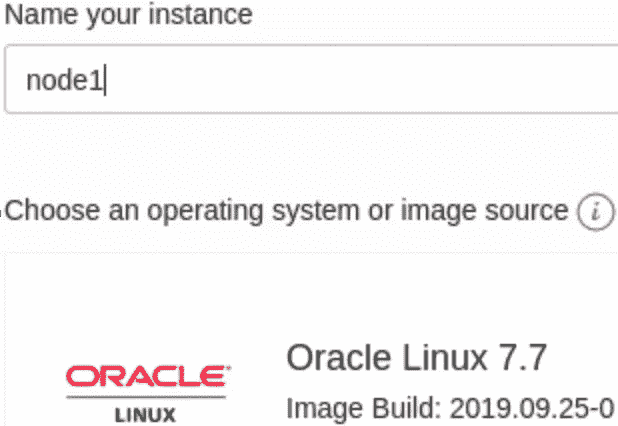 Name your instance
node1
Choose an operating system or image source i
Oracle Linux 7.7
ORACLE
LINUX
Image Build: 2019.09.25-0